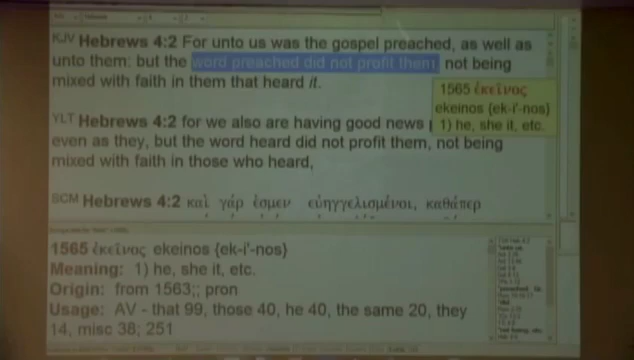 KJV Hebrews 4:2 For unto us was the gospel preached, as well as
unto them: but the word preached did not profit them, not being
mixed with faith in them that heard it.
1565 ἐκεῖνος
ekeinos {ek-i'-nos}
1) he, she it, etc.
YLT Hebrews 4:2 for we also are having good news
even as they, but the word heard did not profit them, not being
mixed with faith in those who heard,
SCM Hebrews 4:2 καὶ γάρ ἐσμεν εὐηγγελισμένοι, καθάπερ
1565 ἐκεῖνος ekeinos {ek-i'-nos}
Meaning: 1) he, she it, etc.
Origin: from 1563;; pron
Usage: AV - that 99, those 40, he 40, the same 20, they
14, misc 38; 251